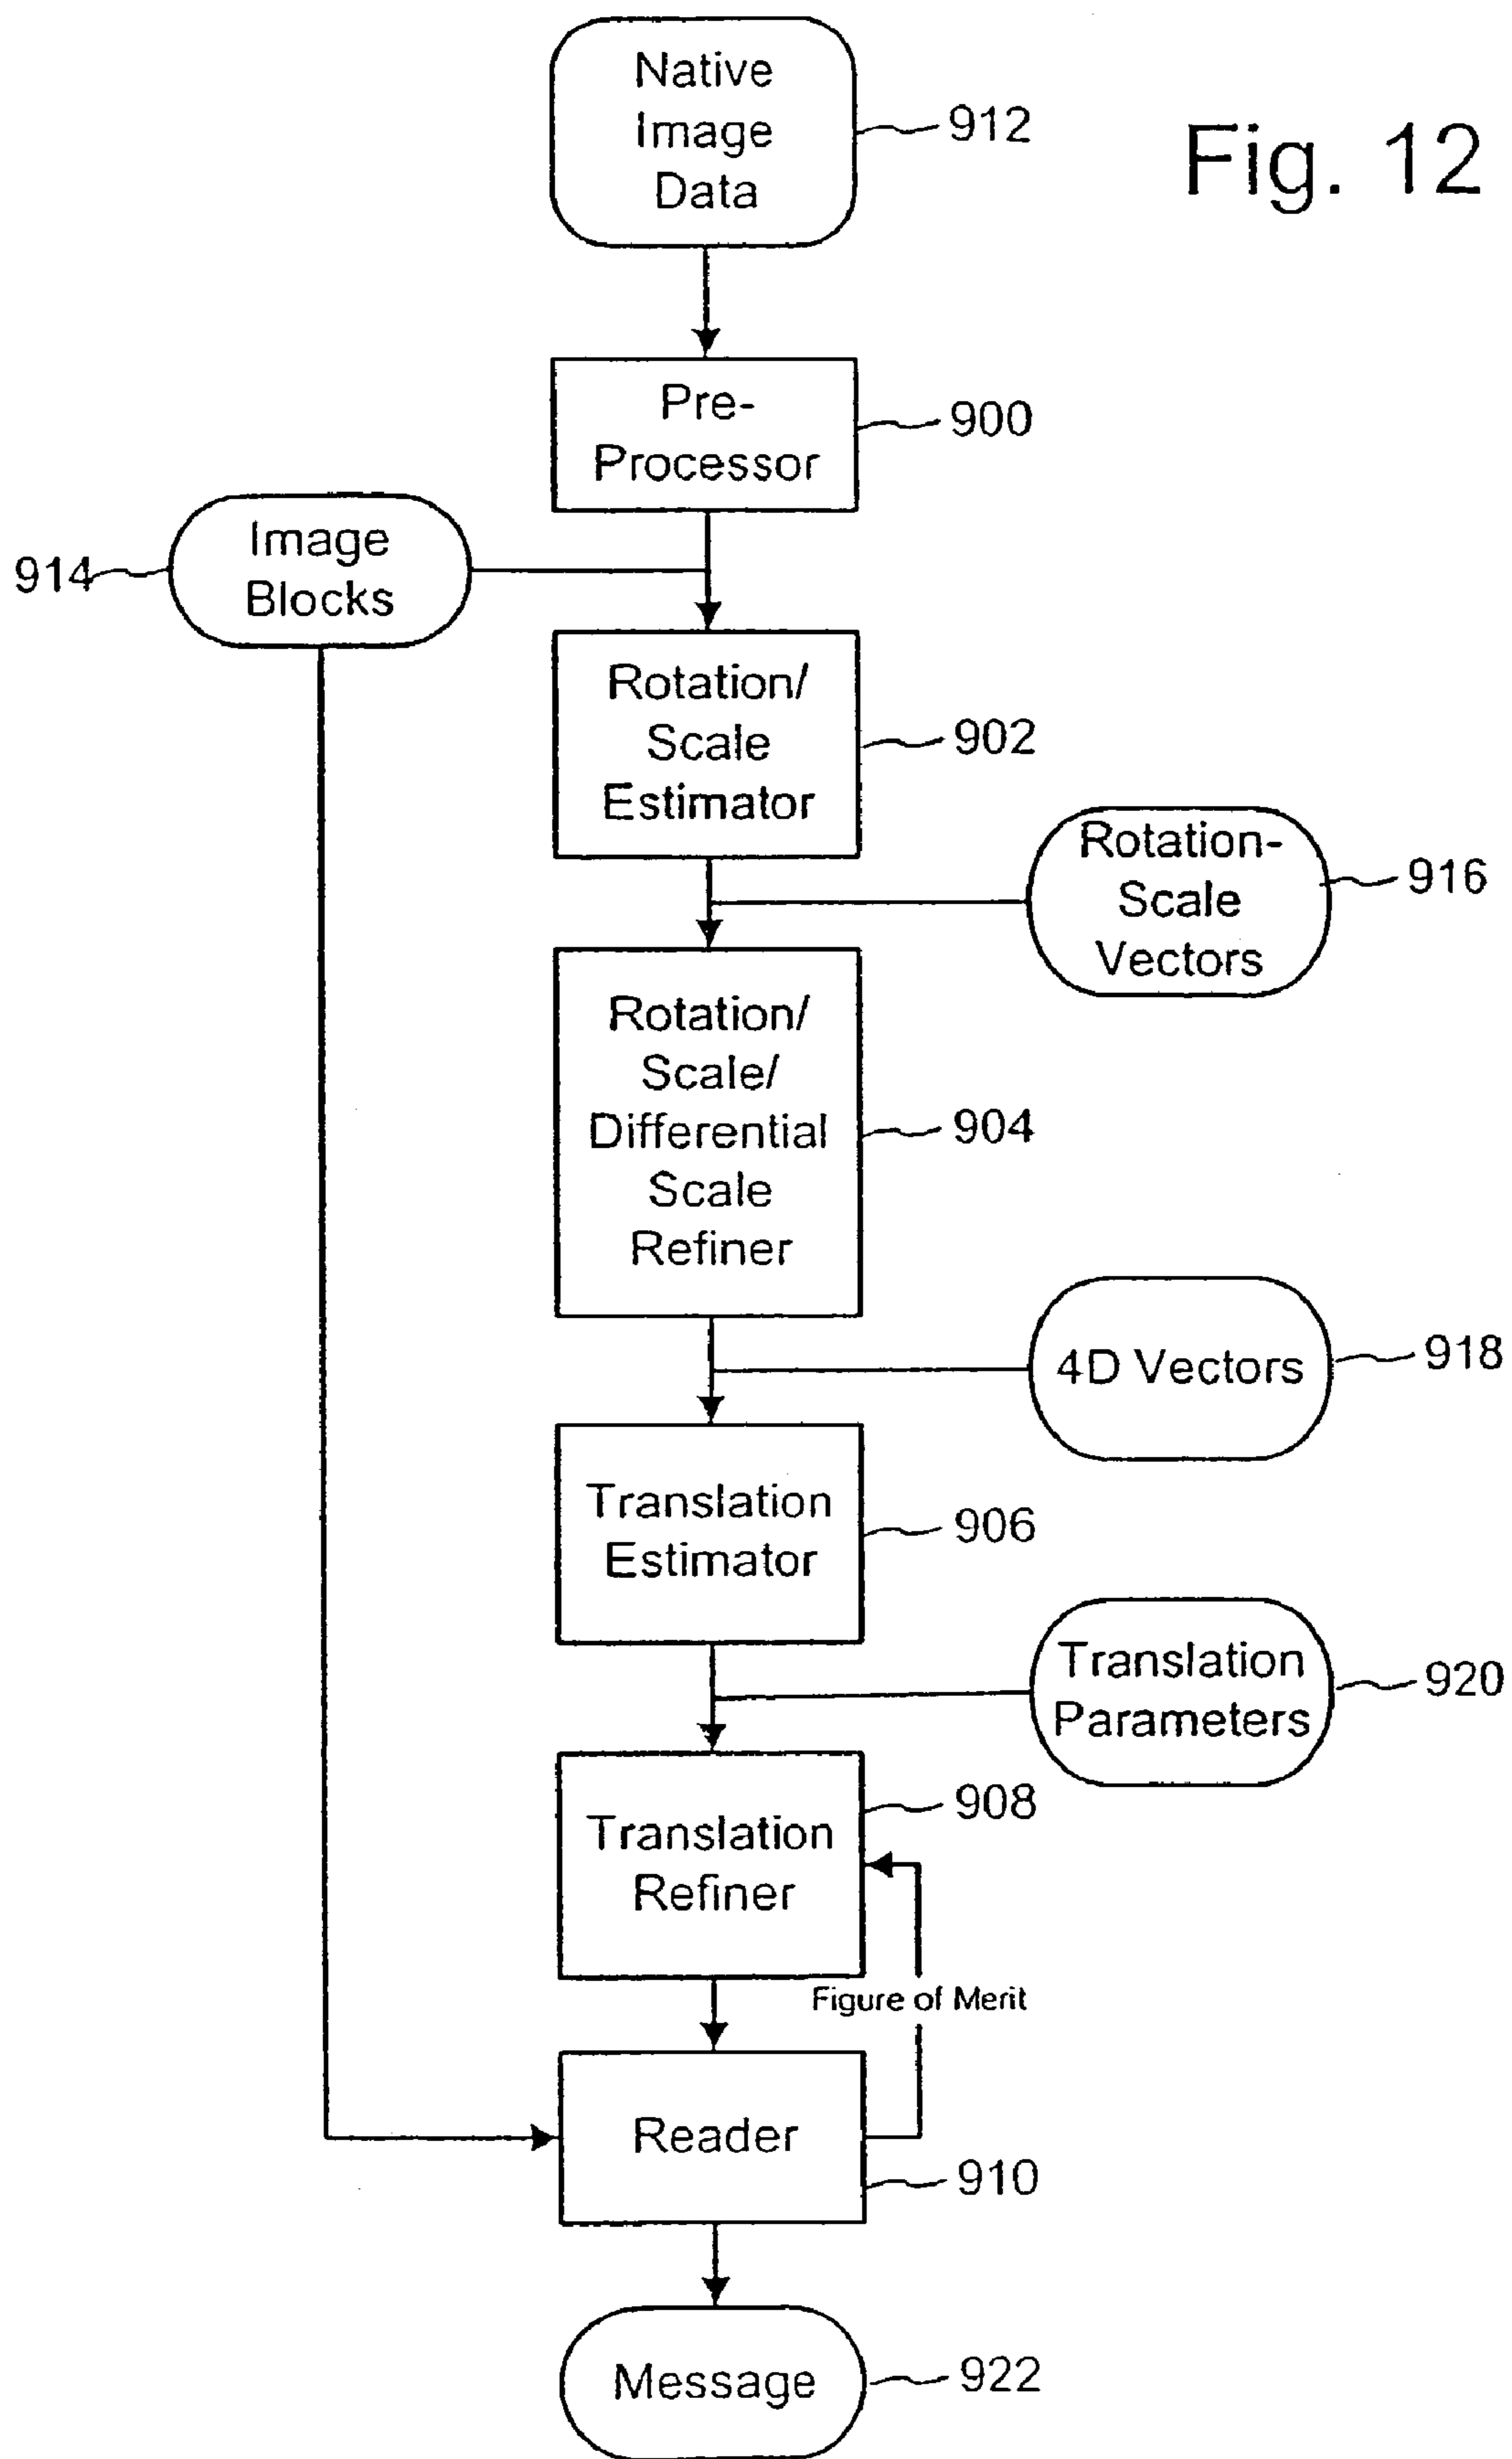 Native
Image
Data
912
Fig. 12
Pre-
Processor
900
Image
Blocks
914
Rotation/
Scale
Estimator
902
Rotation-
Scale
Vectors
916
Rotation/
Scale/
Differential
Scale
Refiner
904
4D Vectors
918
Translation
Estimator
906
Translation
Parameters
920
Translation
Refiner
908
Figure of Merit
Reader
910
Message
922